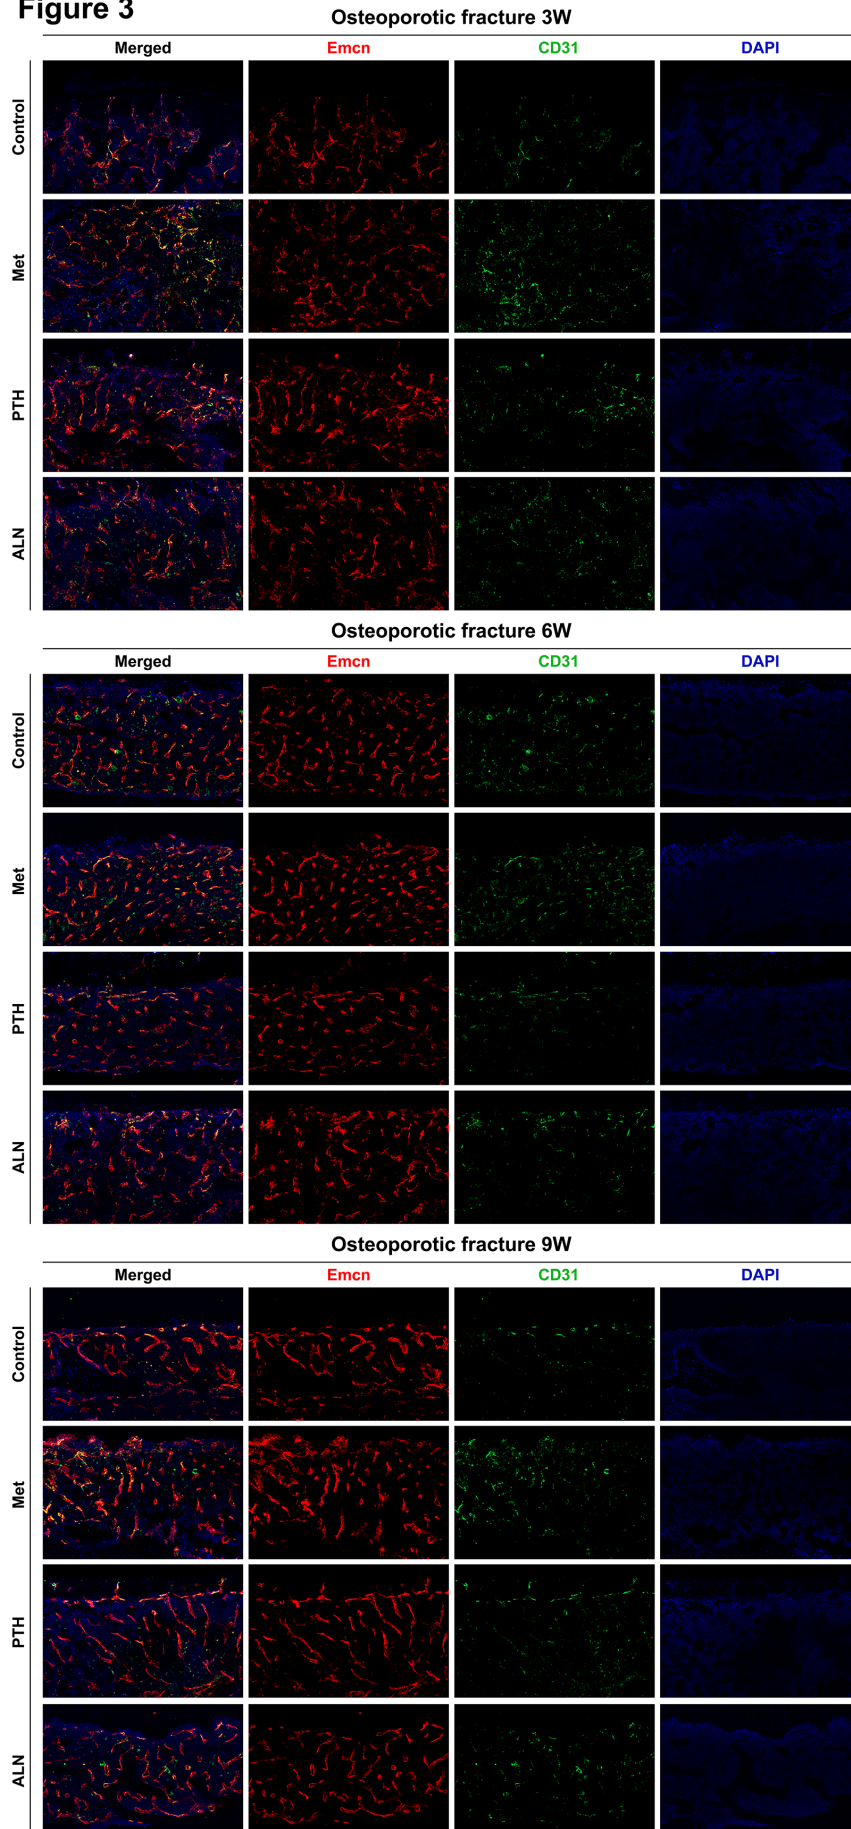 Figure 3
Osteoporotic fracture 3W
Merged Emcn CD31 DAPI
Control
Met
PTH
ALN
Osteoporotic fracture 6W
Merged Emcn CD31 DAPI
Control
Met
PTH
ALN
Osteoporotic fracture 9W
Merged Emcn CD31 DAPI
Control
Met
PTH
ALN